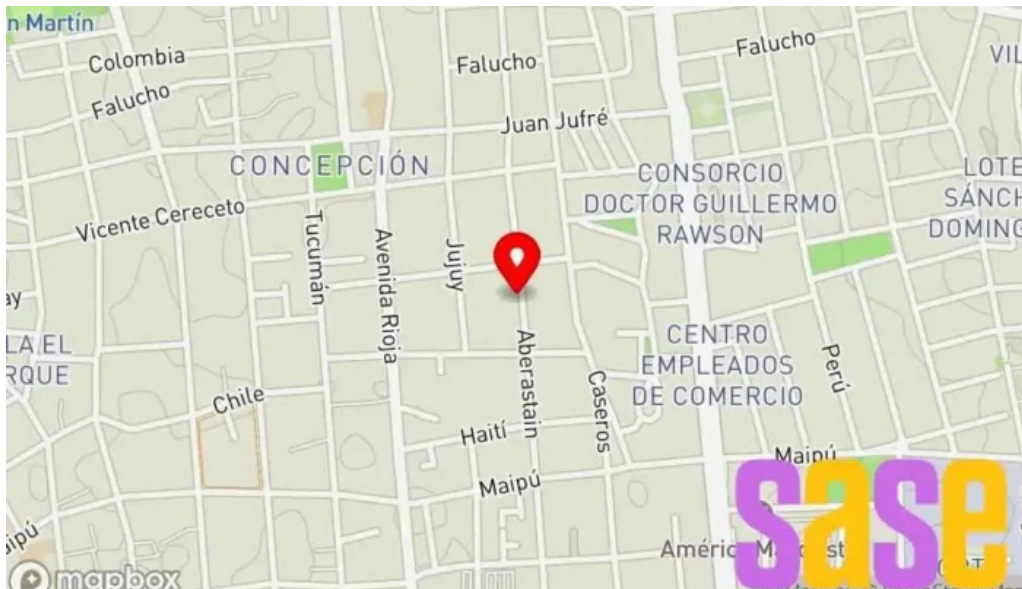 n Martín
Colombia
Falucho
Falucho
Falucho
VIL
Juan Jufré
CONCEPCIÓN
CONSORCIO
DOCTOR GUILLERMO
RAWSON
LOTE
SÁNCH
DOMING
Vicente Cereceto
Tucumán
Avenida Rioja
Jujuy
ay
LA EL
RQUE
Aberastain
Caseros
CENTRO
EMPLEADOS
DE COMERCIO
Perú
Chile
Haití
Maipú
Maipú
aipú
sase
mapbox